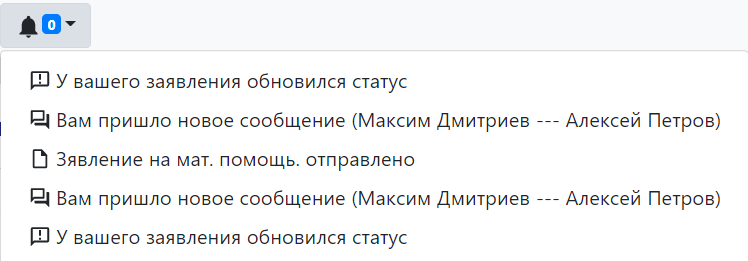 0
У вашего заявления обновился статус
Вам пришло новое сообщение (Максим Дмитриев --- Алексей Петров)
Зявление на мат. помощь. отправлено
Вам пришло новое сообщение (Максим Дмитриев --- Алексей Петров)
У вашего заявления обновился статус